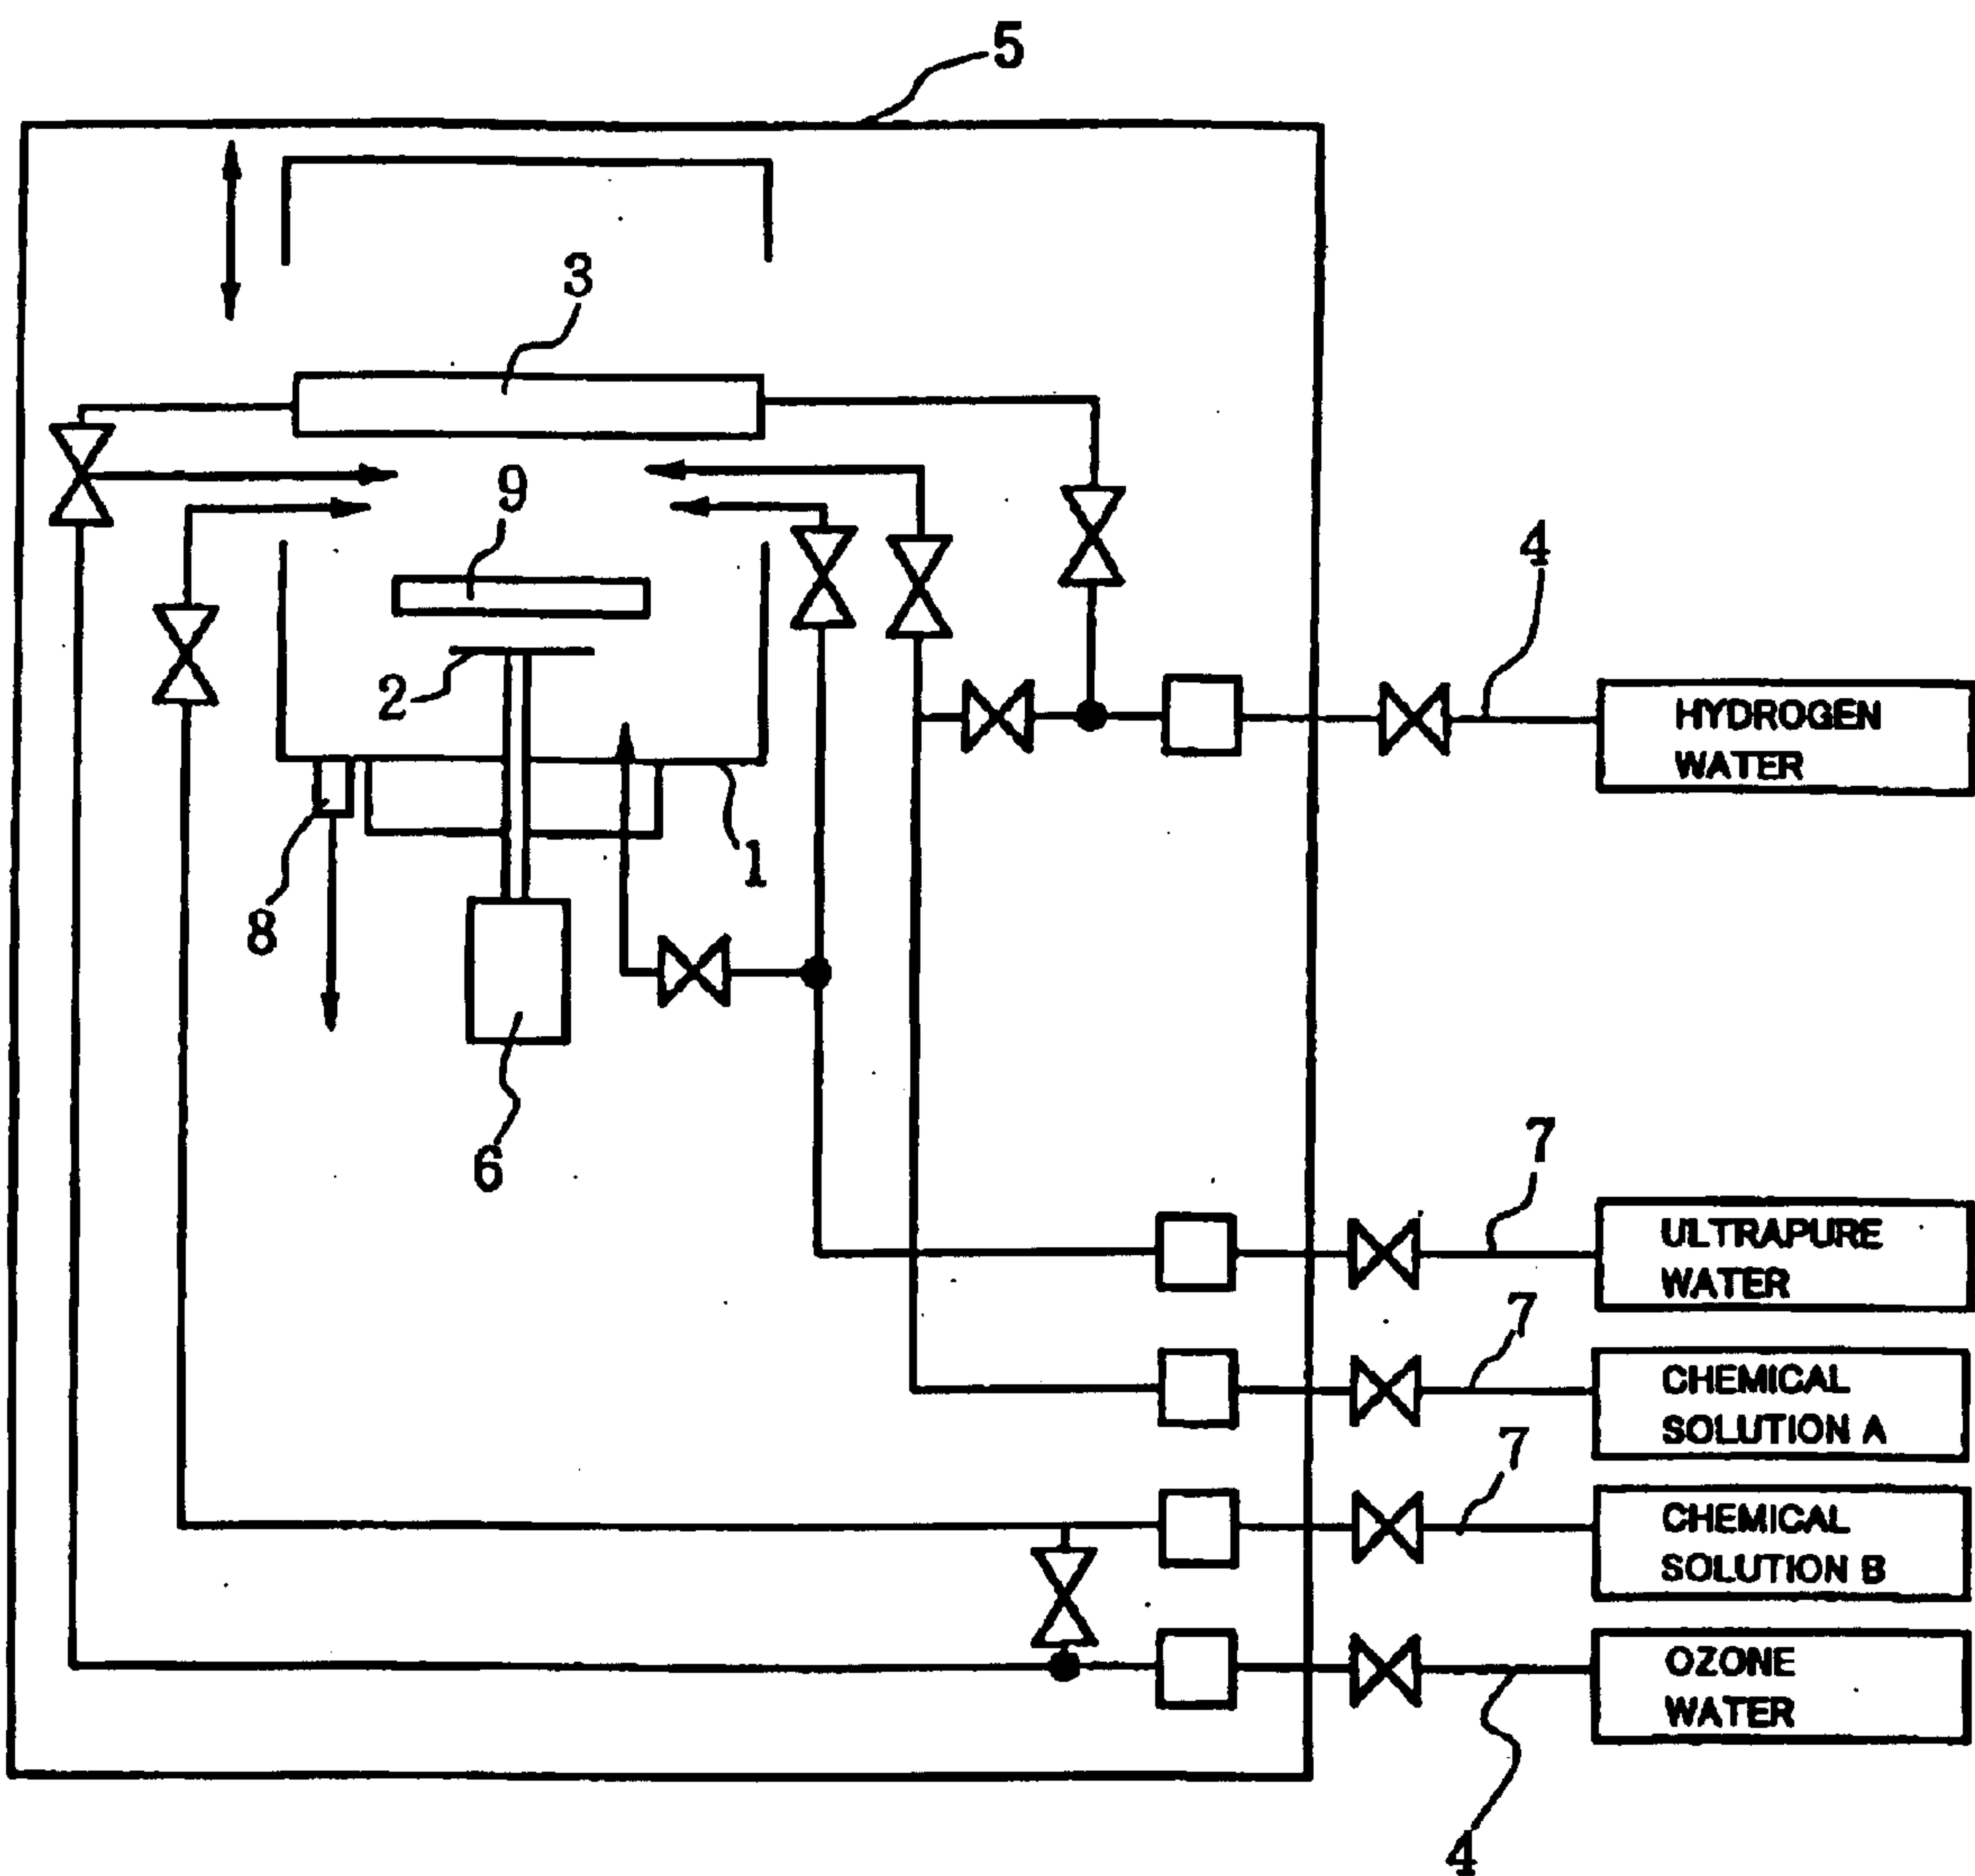 5
3
9
4
2
HYDROGEN
WATER
1
8
6
7
ULTRAPURE
WATER
7
CHEMICAL
SOLUTION A
7
CHEMICAL
SOLUTION B
OZONE
WATER
4